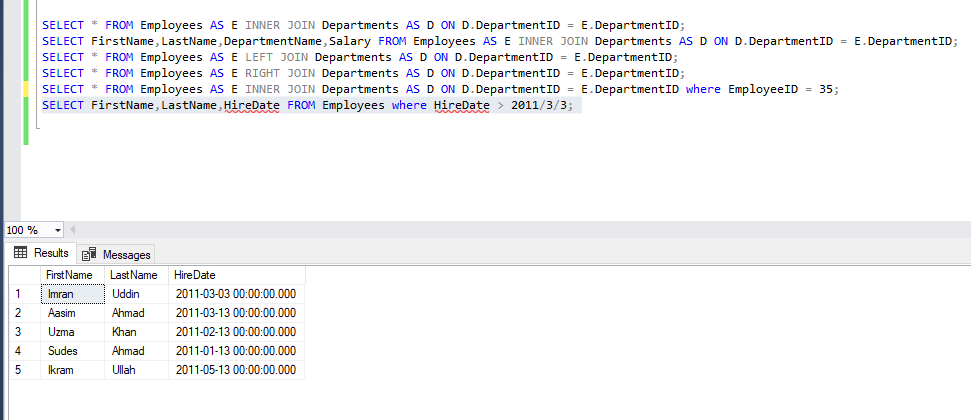 SELECT * FROM Employees AS E INNER JOIN Departments AS D ON D.DepartmentID = E.DepartmentID;
SELECT FirstName,LastName,DepartmentName,Salary FROM Employees AS E INNER JOIN Departments AS D ON D.DepartmentID = E.DepartmentID;
SELECT * FROM Employees AS E LEFT JOIN Departments AS D ON D.DepartmentID = E.DepartmentID;
SELECT * FROM Employees AS E RIGHT JOIN Departments AS D ON D.DepartmentID = E.DepartmentID;
SELECT * FROM Employees AS E INNER JOIN Departments AS D ON D.DepartmentID = E.DepartmentID where EmployeeID = 35;
SELECT FirstName,LastName,HireDate FROM Employees where HireDate > 2011/3/3;
100 %
Results Messages
FirstName LastName HireDate
1 Imran Uddin 2011-03-03 00:00:00.000
2 Aasim Ahmad 2011-03-13 00:00:00.000
3 Uzma Khan 2011-02-13 00:00:00.000
4 Sudes Ahmad 2011-01-13 00:00:00.000
5 Ikram Ullah 2011-05-13 00:00:00.000